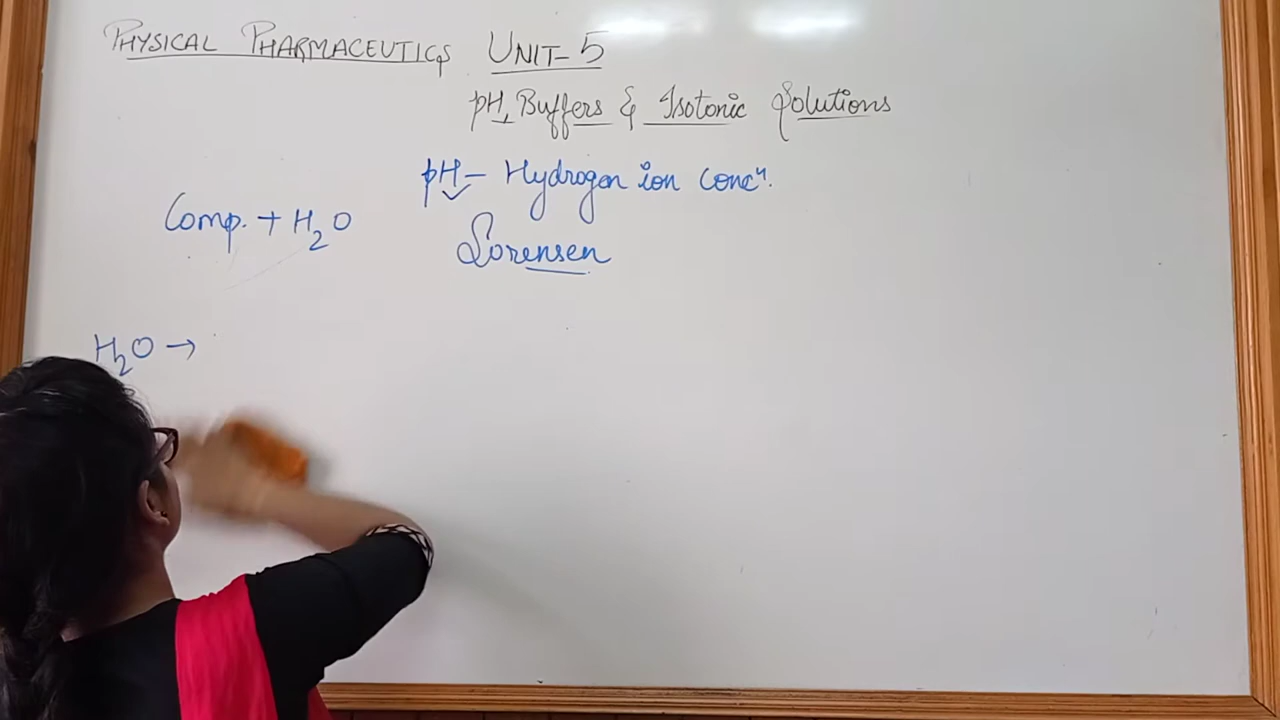 PHYSICAL PHARMACEUTICS UNIT-5
pH, Buffers & Isotonic Solutions
pH - Hydrogen ion concⁿ.
Comp. + H₂O
Sorensen
H₂O →